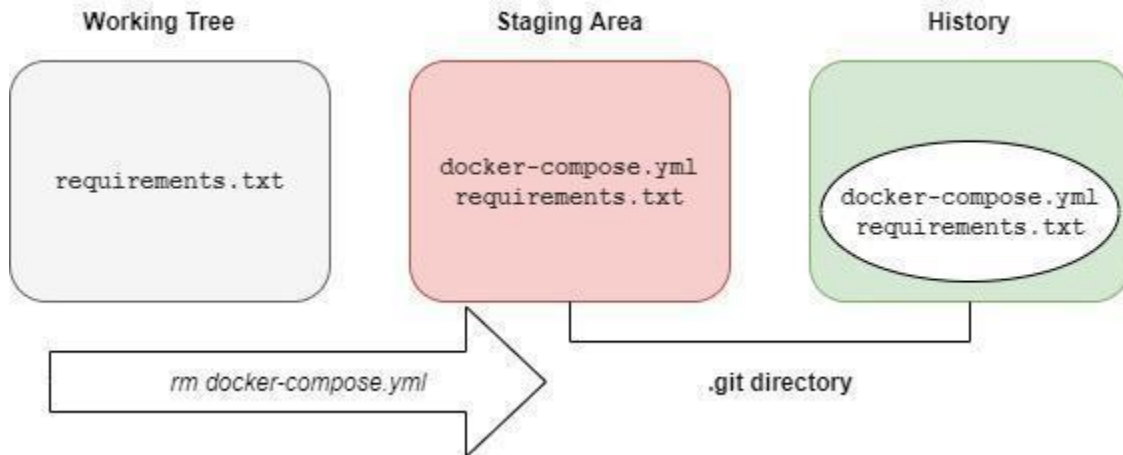 Working Tree
Staging Area
History
requirements.txt
docker-compose.yml
requirements.txt
docker-compose.yml
requirements.txt
rm docker-compose.yml
.git directory